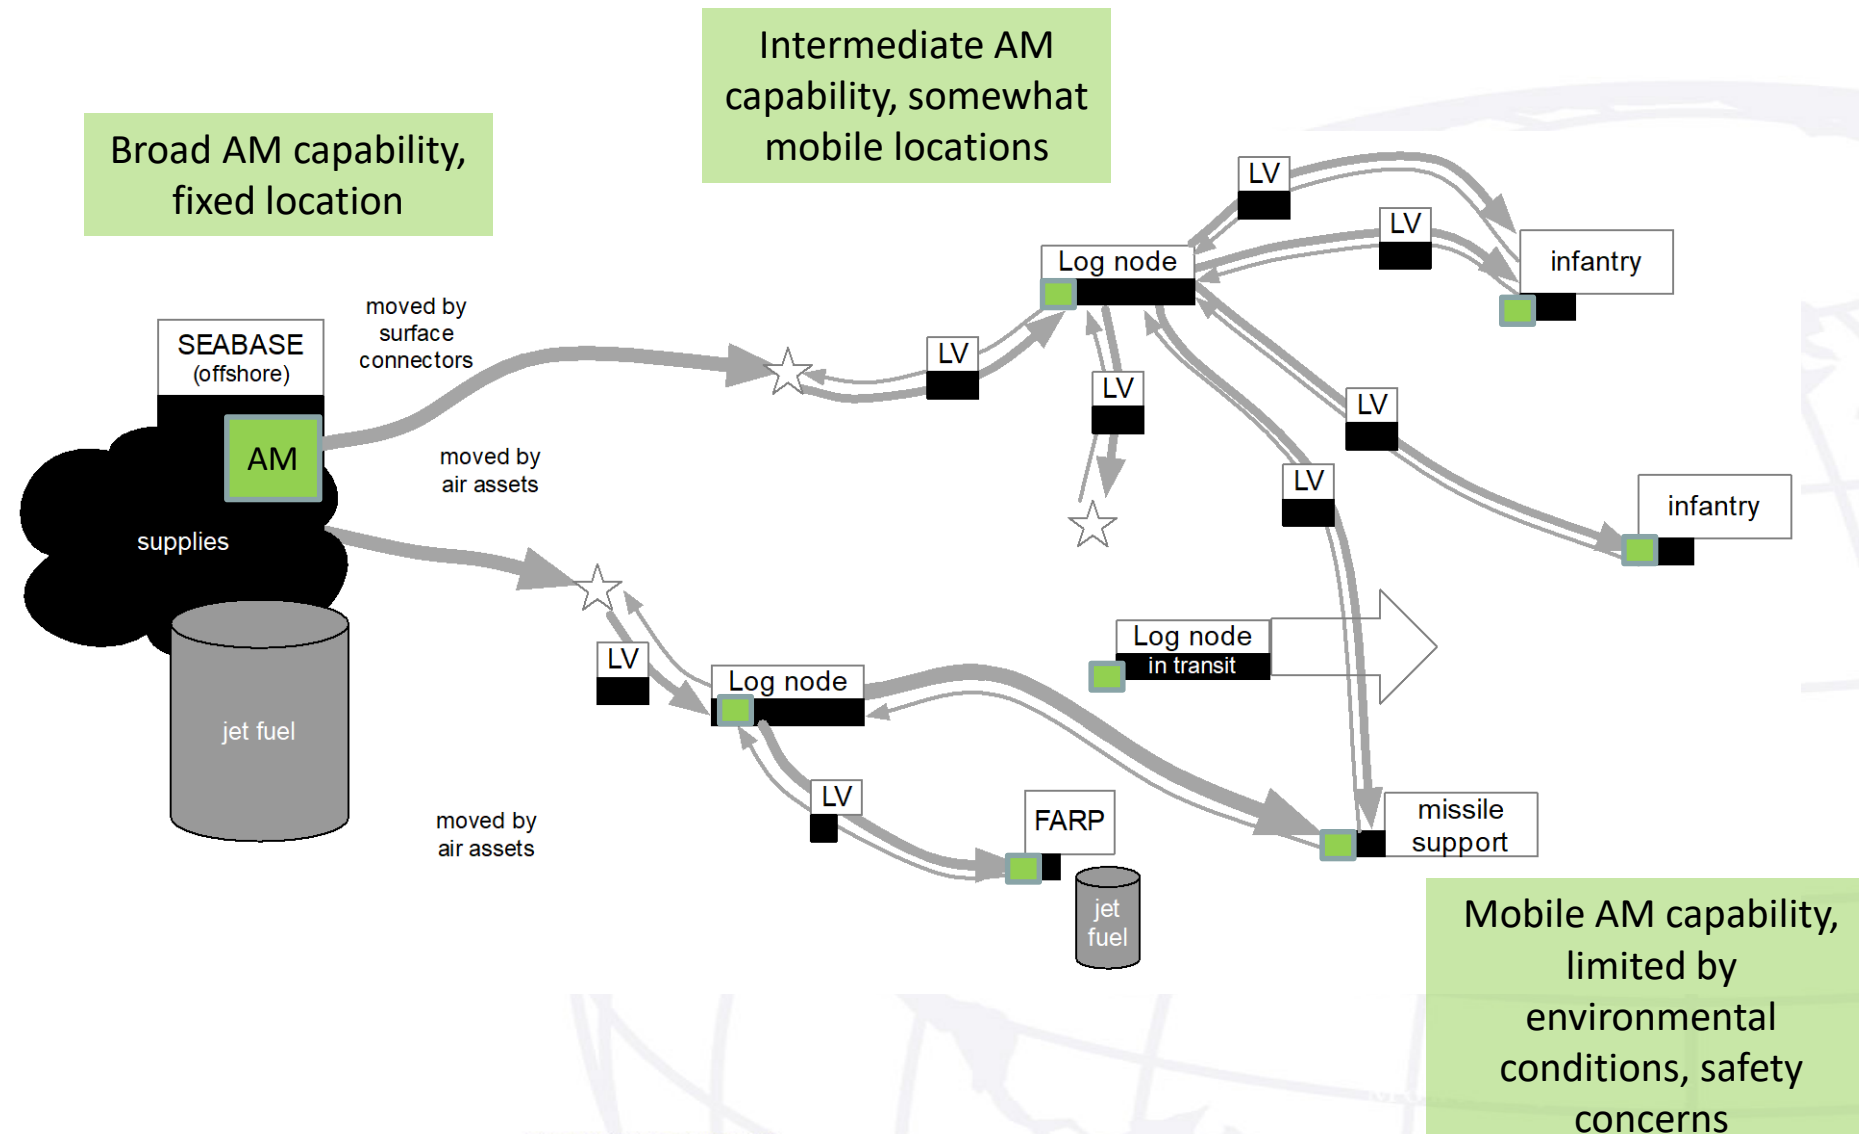 Intermediate AM
capability, somewhat
mobile locations
Broad AM capability,
fixed location
LV
LV
infantry
Log node
moved by
surface
connectors
SEABASE
(offshore)
LV
LV
LV
AM
moved by
air assets
LV
infantry
supplies
Log node
in transit
LV
Log node
jet fuel
LV
moved by
air assets
FARP
missile
support
jet
fuel
Mobile AM capability,
limited by
environmental
conditions, safety
concerns